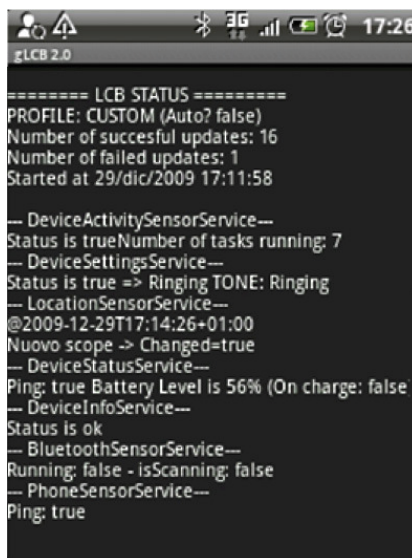 3G 17:26
gLCB 2.0
======== LCB STATUS =========
PROFILE: CUSTOM (Auto? false)
Number of succesful updates: 16
Number of failed updates: 1
Started at 29/dic/2009 17:11:58
--- DeviceActivitySensorService---
Status is trueNumber of tasks running: 7
--- DeviceSettingsService---
Status is true => Ringing TONE: Ringing
--- LocationSensorService---
@2009-12-29T17:14:26+01:00
Nuovo scope -> Changed=true
--- DeviceStatusService---
Ping: true Battery Level is 56% (On charge: false
--- DeviceInfoService---
Status is ok
--- BluetoothSensorService---
Running: false - isScanning: false
--- PhoneSensorService---
Ping: true